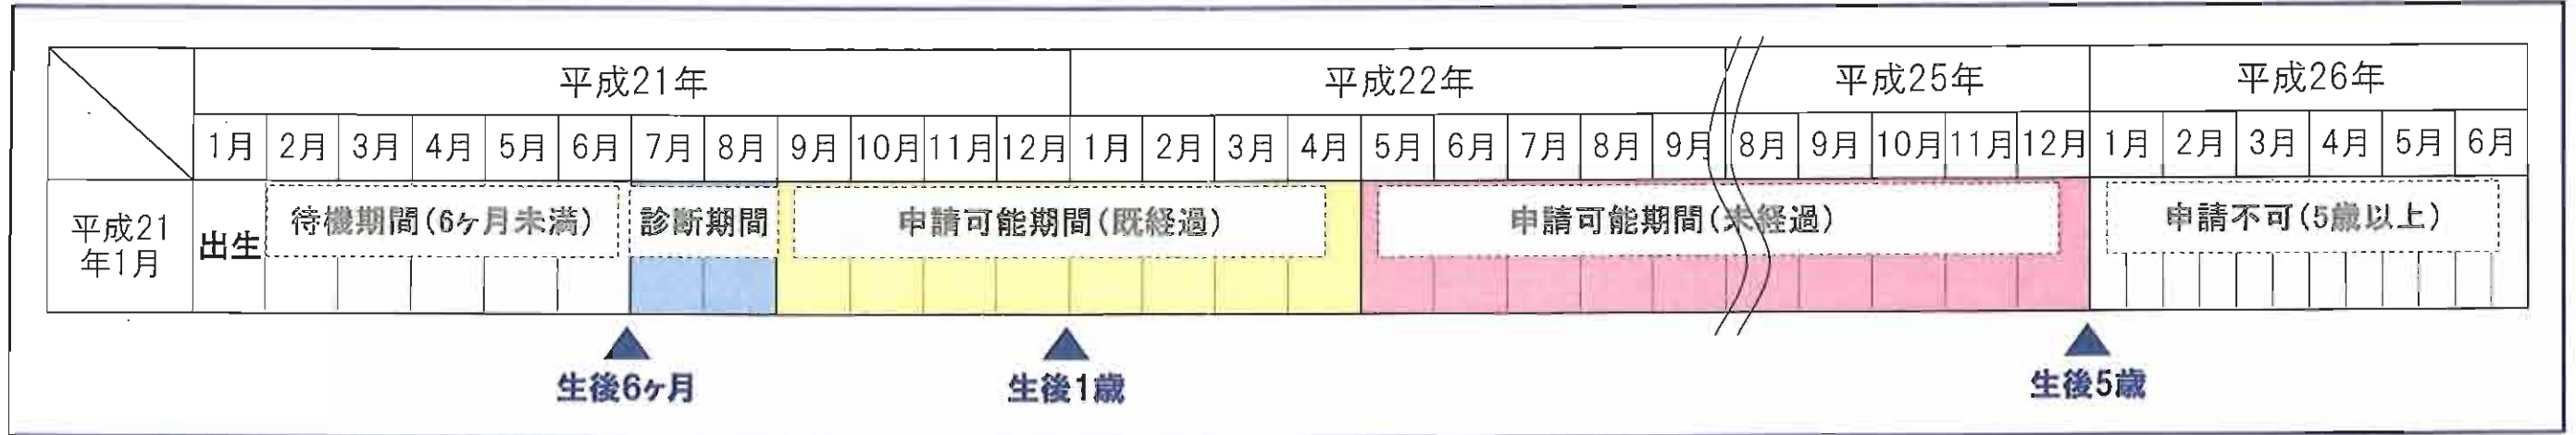 平成21年 平成22年 平成25年 平成26年
1月 2月 3月 4月 5月 6月 7月 8月 9月 10月 11月 12月 1月 2月 3月 4月 5月 6月 7月 8月 9月 8月 9月 10月 11月 12月 1月 2月 3月 4月 5月 6月
平成21
年1月
出生
待機期間(6ヶ月未満) 診断期間 申請可能期間(既経過) 申請可能期間(未経過) 申請不可(5歳以上)
生後6ヶ月 生後1歳 生後5歳